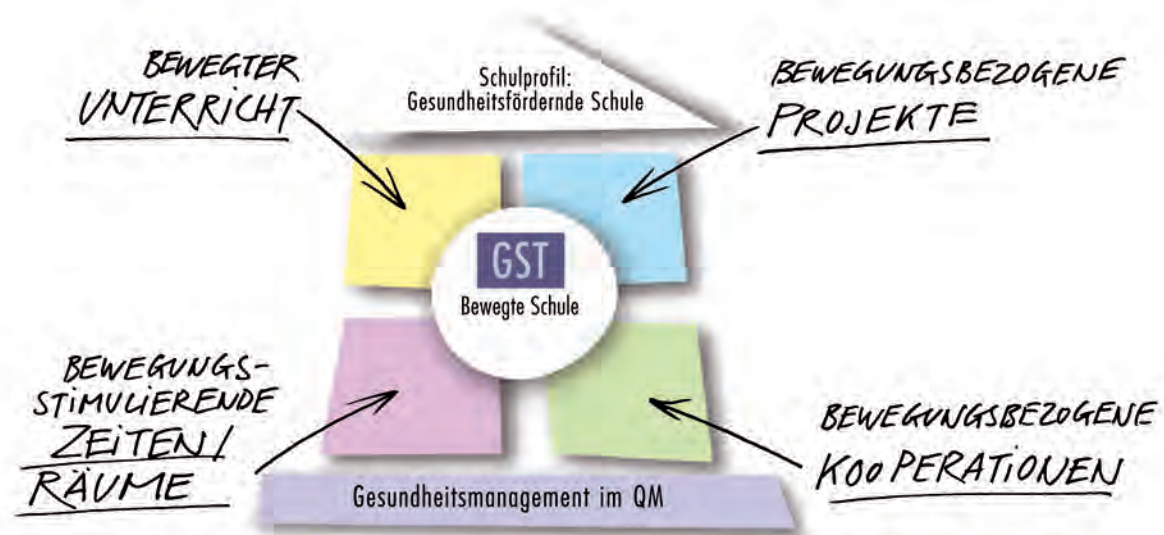 BEWEGTER
UNTERRICHT
Schulprofil:
Gesundheitsfördernde Schule
BEWEGUNGSBEZOGENE
PROJEKTE
GST
Bewegte Schule
BEWEGUNGS-
STIMULIERENDE
ZEITEN/
RÄUME
BEWEGUNGSBEZOGENE
KOOPERATIONEN
Gesundheitsmanagement im QM